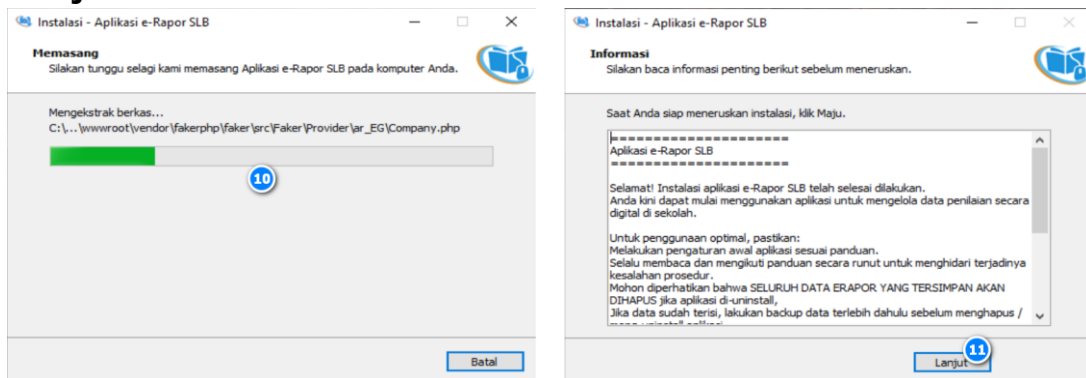 Instalasi - Aplikasi e-Rapor SLB
Memasang
Silakan tunggu selagi kami memasang Aplikasi e-Rapor SLB pada komputer Anda.
Mengekstrak berkas...
C:\...\wwwroot\vendor\fakerphp\faker\src\Faker\Provider\ar_EG\Company.php
10
Batal
Instalasi - Aplikasi e-Rapor SLB
Informasi
Silakan baca informasi penting berikut sebelum meneruskan.
Saat Anda siap meneruskan instalasi, klik Maju.
=====================
Aplikasi e-Rapor SLB
=====================
Selamat! Instalasi aplikasi e-Rapor SLB telah selesai dilakukan.
Anda kini dapat mulai menggunakan aplikasi untuk mengelola data penilaian secara
digital di sekolah.
Untuk penggunaan optimal, pastikan:
Melakukan pengaturan awal aplikasi sesuai panduan.
Selalu membaca dan mengikuti panduan secara runut untuk menghidari terjadinya
kesalahan prosedur.
Mohon diperhatikan bahwa SELURUH DATA ERAPOR YANG TERSIMPAN AKAN
DIHAPUS jika aplikasi di-uninstall,
Jika data sudah terisi, lakukan backup data terlebih dahulu sebelum menghapus /
11
Lanjut